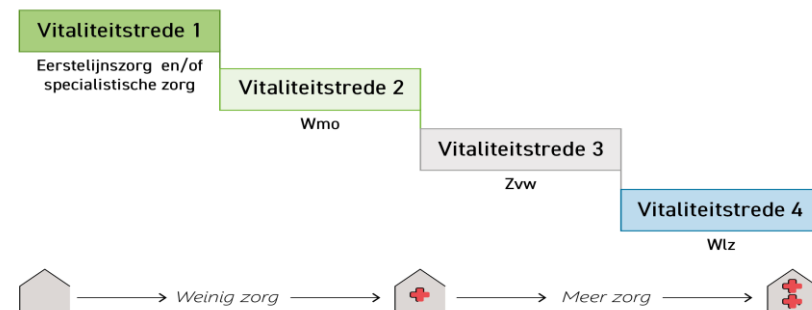 Vitaliteitstrede 1
Eerstelijnszorg en/of
specialistische zorg
Vitaliteitstrede 2
Wmo
Vitaliteitstrede 3
Zvw
Vitaliteitstrede 4
Wlz
Weinig zorg
Meer zorg